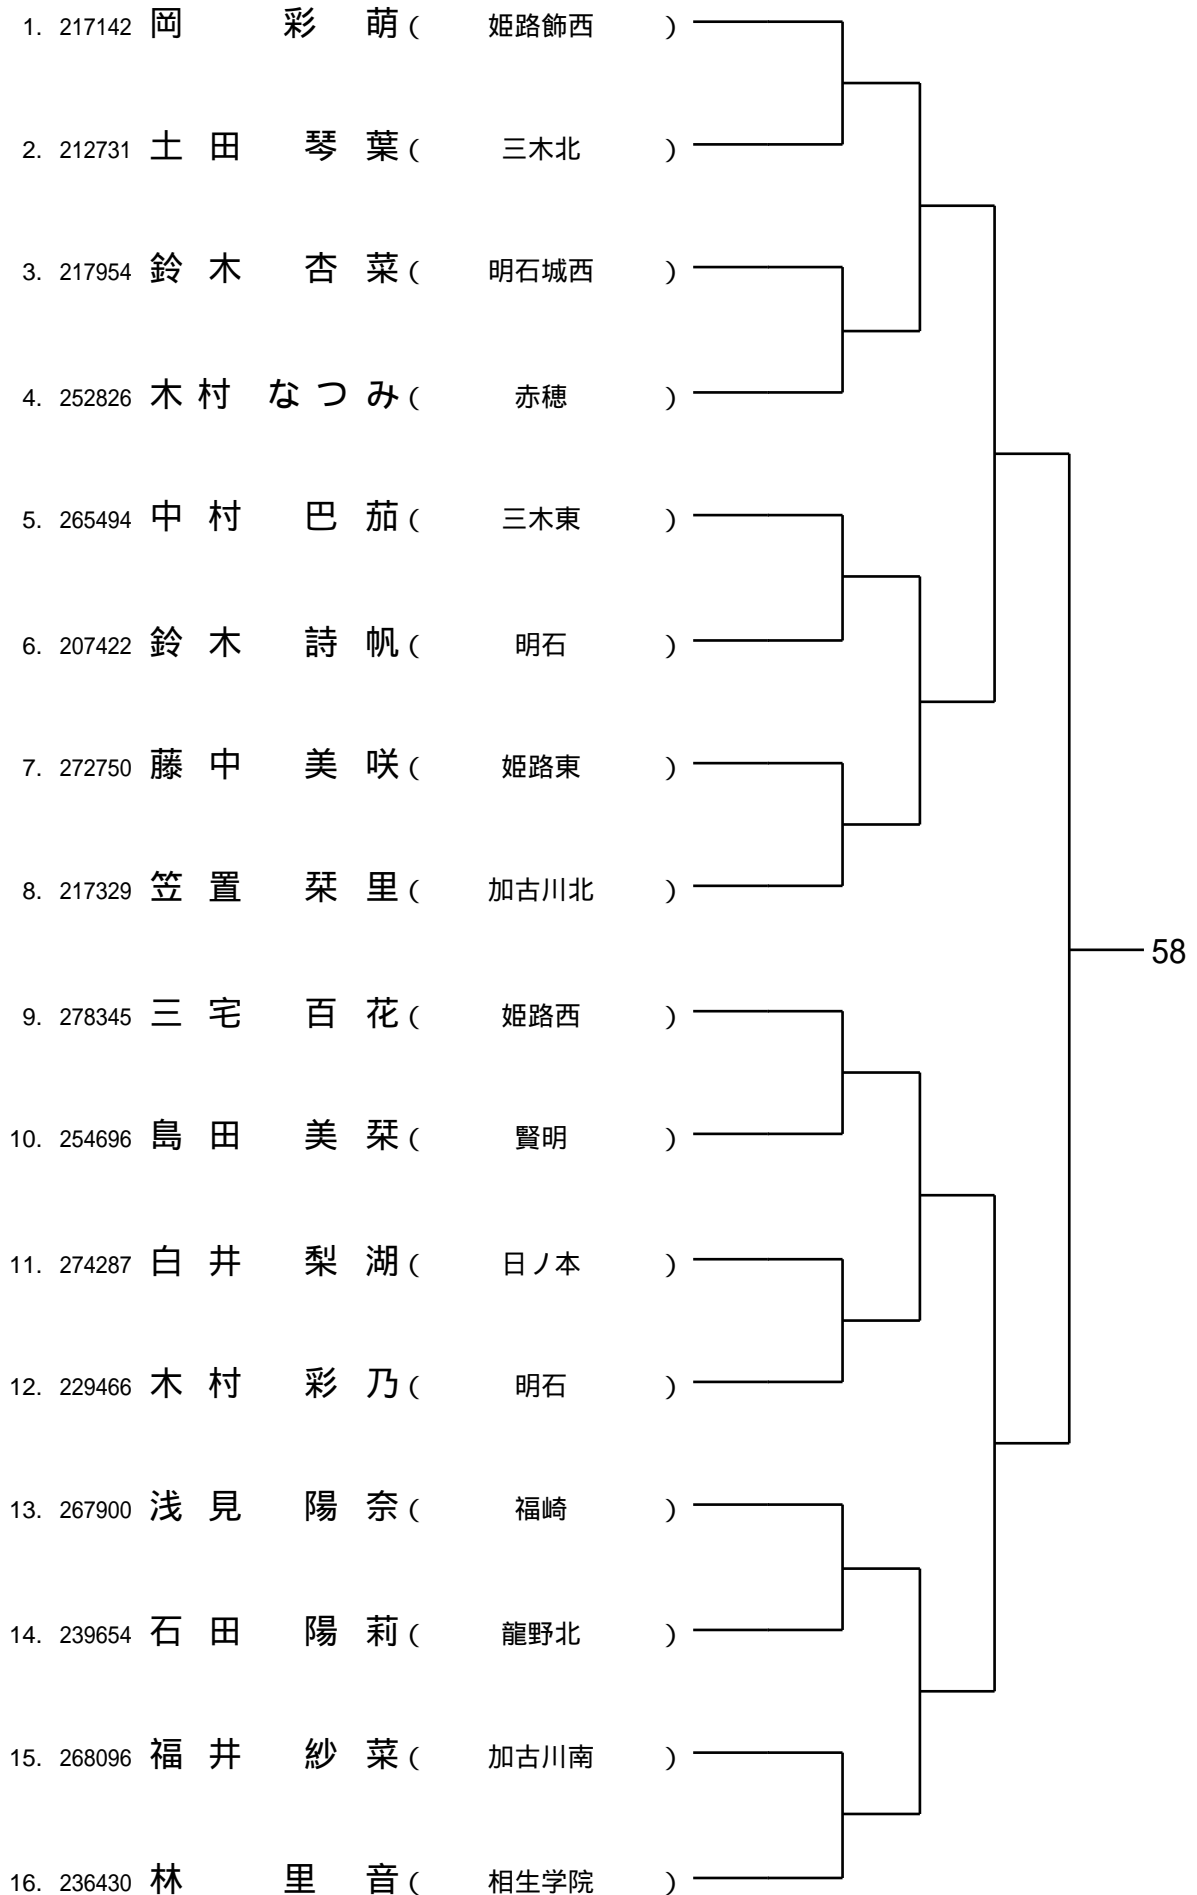 1. 217142 岡 彩 萌 ( 姫路飾西 )
2. 212731 土 田 琴 葉 ( 三木北 )
3. 217954 鈴 木 杏 菜 ( 明石城西 )
4. 252826 木 村 な つ み ( 赤穂 )
5. 265494 中 村 巴 茄 ( 三木東 )
6. 207422 鈴 木 詩 帆 ( 明石 )
7. 272750 藤 中 美 咲 ( 姫路東 )
8. 217329 笠 置 栞 里 ( 加古川北 )
58
9. 278345 三 宅 百 花 ( 姫路西 )
10. 254696 島 田 美 栞 ( 賢明 )
11. 274287 白 井 梨 湖 ( 日ノ本 )
12. 229466 木 村 彩 乃 ( 明石 )
13. 267900 浅 見 陽 奈 ( 福崎 )
14. 239654 石 田 陽 莉 ( 龍野北 )
15. 268096 福 井 紗 菜 ( 加古川南 )
16. 236430 林 里 音 ( 相生学院 )